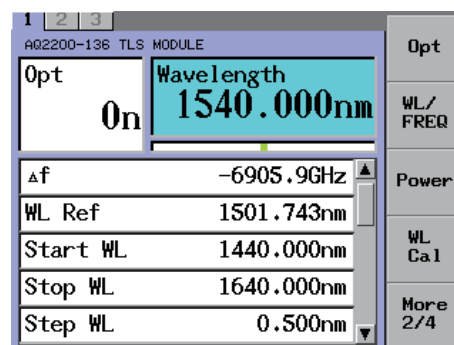 1 2 3
AQ2200-136 TLS MODULE
Opt
On
Wavelength
1540.000nm
▵f -6905.9GHz
WL Ref 1501.743nm
Start WL 1440.000nm
Stop WL 1640.000nm
Step WL 0.500nm
Opt
WL/
FREQ
Power
WL
Cal
More
2/4